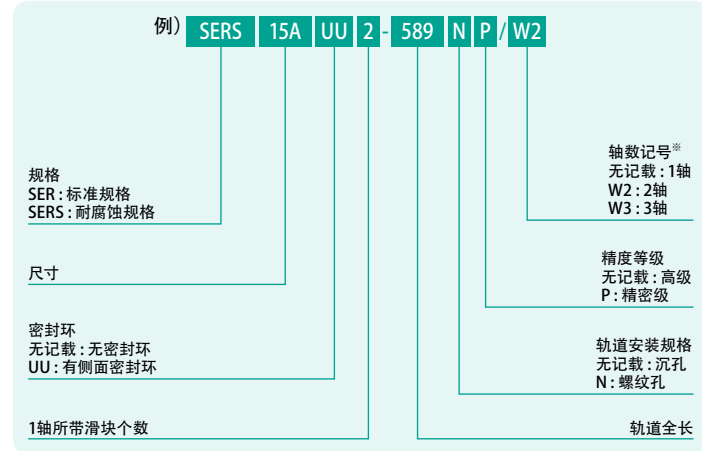 例） SERS 15A UU 2 - 589 N P / W2
规格
SER : 标准规格
SERS : 耐腐蚀规格
尺寸
密封环
无记载 : 无密封环
UU : 有侧面密封环
1轴所带滑块个数
轴数记号※
无记载 : 1轴
W2 : 2轴
W3 : 3轴
精度等级
无记载 : 高级
P : 精密级
轨道安装规格
无记载 : 沉孔
N : 螺纹孔
轨道全长